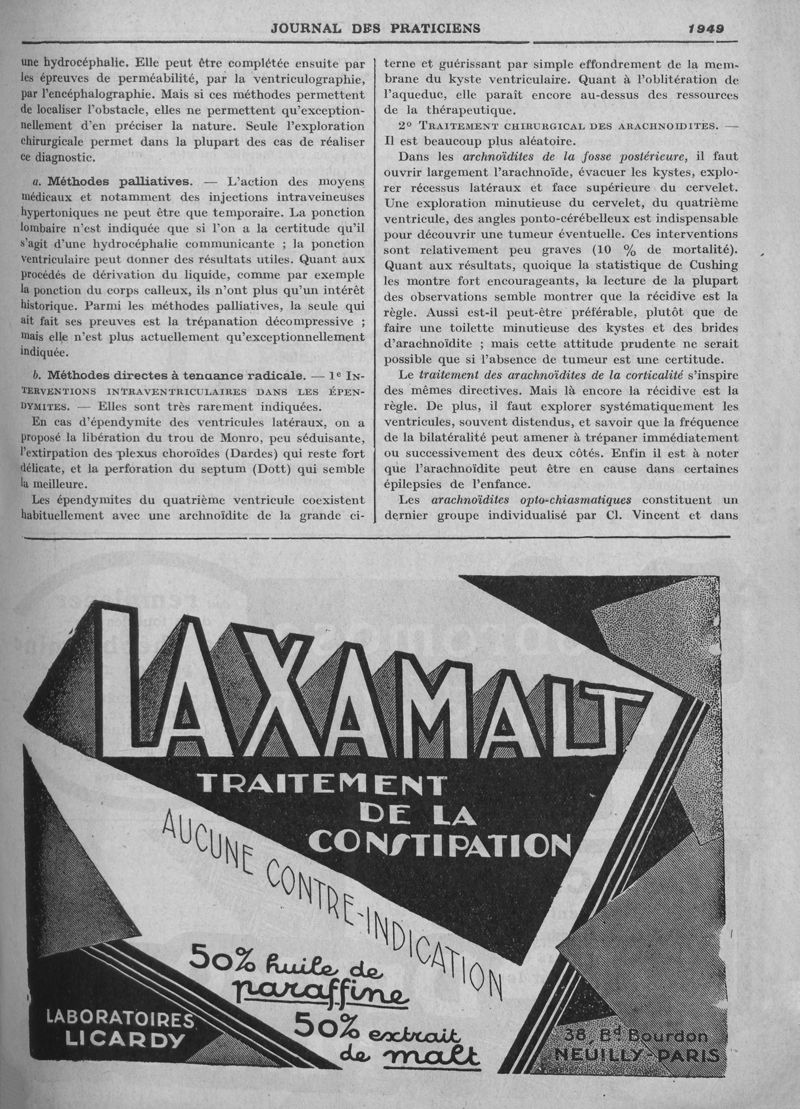 JOURNAL DES PRATICIENS 1949
une hydrocéphalie. Elle peut être complétée ensuite par
les épreuves de perméabilité, par la ventriculographie,
par l'encéphalographie. Mais si ces méthodes permettent
de localiser l'obstacle, elles ne permettent qu'exception-
nellement d'en préciser la nature. Seule l'exploration
chirurgicale permet dans la plupart des cas de réaliser
ce diagnostic.
a. Méthodes palliatives. — L'action des moyens
médicaux et notamment des injections intraveineuses
hypertoniques ne peut être que temporaire. La ponction
lombaire n'est indiquée que si l'on a la certitude qu'il
s'agit d'une hydrocéphalie communicante ; la ponction
ventriculaire peut donner des résultats utiles. Quant aux
procédés de dérivation du liquide, comme par exemple
la ponction du corps calleux, ils n'ont plus qu'un intérêt
historique. Parmi les méthodes palliatives, la seule qui
ait fait ses preuves est la trépanation décompressive ;
mais elle n'est plus actuellement qu'exceptionnellement
indiquée.
b. Méthodes directes à tenuance radicale. — 1e IN-
TERVENTIONS INTRAVENTRICULAIRES DANS LES ÉPEN-
DYMITES. — Elles sont très rarement indiquées.
En cas d'épendymite des ventricules latéraux, on a
proposé la libération du trou de Monro, peu séduisante,
l'extirpation des plexus choroïdes (Dardes) qui reste fort
délicate, et la perforation du septum (Dott) qui semble
la meilleure.
Les épendymites du quatrième ventricule coexistent
habituellement avec une archnoïdite de la grande ci-
terne et guérissant par simple effondrement de la mem-
brane du kyste ventriculaire. Quant à l'oblitération de
l'aqueduc, elle paraît encore au-dessus des ressources
de la thérapeutique.
2º TRAITEMENT CHIRURGICAL DES ARACHNOIDITES. —
Il est beaucoup plus aléatoire.
Dans les archnoïdites de la fosse postérieure, il faut
ouvrir largement l'arachnoïde, évacuer les kystes, explo-
rer récessus latéraux et face supérieure du cervelet.
Une exploration minutieuse du cervelet, du quatrième
ventricule, des angles ponto-cérébelleux est indispensable
pour découvrir une tumeur éventuelle. Ces interventions
sont relativement peu graves (10 % de mortalité).
Quant aux résultats, quoique la statistique de Cushing
les montre fort encourageants, la lecture de la plupart
des observations semble montrer que la récidive est la
règle. Aussi est-il peut-être préférable, plutôt que de
faire une toilette minutieuse des kystes et des brides
d'arachnoïdite ; mais cette attitude prudente ne serait
possible que si l'absence de tumeur est une certitude.
Le traitement des arachnoïdites de la corticalité s'inspire
des mêmes directives. Mais là encore la récidive est la
règle. De plus, il faut explorer systématiquement les
ventricules, souvent distendus, et savoir que la fréquence
de la bilatéralité peut amener à trépaner immédiatement
ou successivement des deux côtés. Enfin il est à noter
que l'arachnoïdite peut être en cause dans certaines
épilepsies de l'enfance.
Les arachnoïdites opto-chiasmatiques constituent un
dernier groupe individualisé par Cl. Vincent et dans
LAXAMALT
TRAITEMENT
DE LA
CONSTIPATION
AUCUNE CONTRE-INDICATION
50% huile de
paraffine
50% extrait
de malt
LABORATOIRES
LICARDY
38, Bd Bourdon
NEUILLY-PARIS